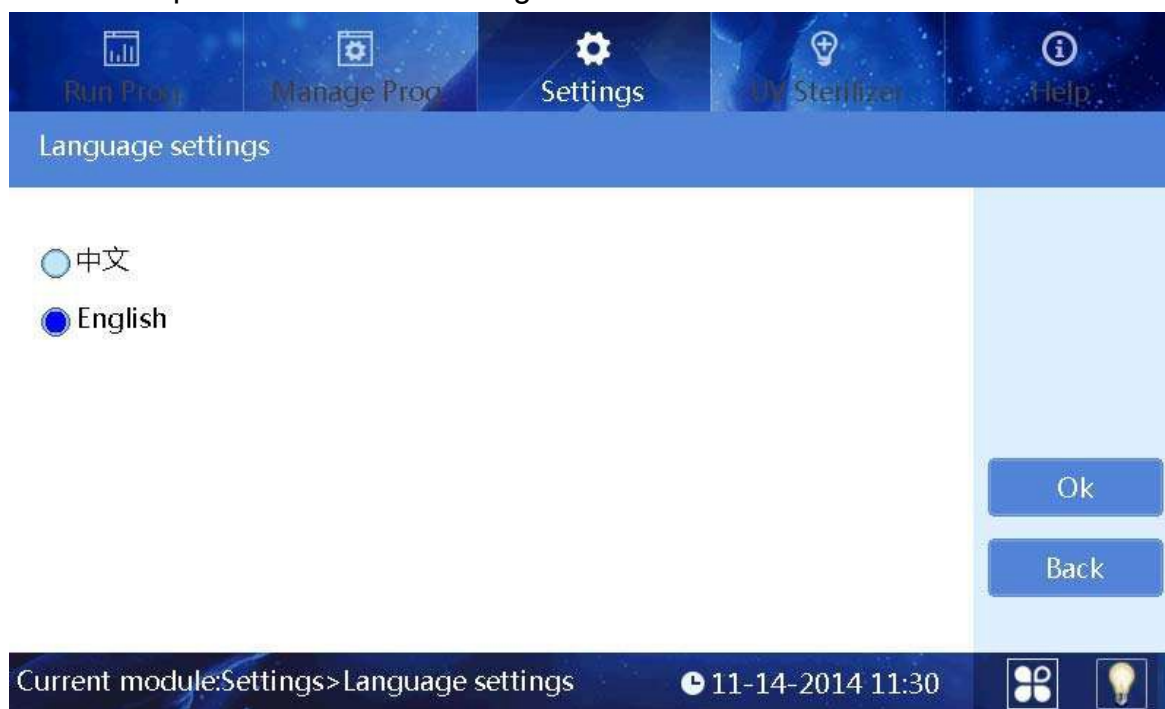 Run Prog.
Manage Prog.
Settings
UV Sterilizer
Help
Language settings
中文
English
Ok
Back
Current module:Settings>Language settings
11-14-2014 11:30